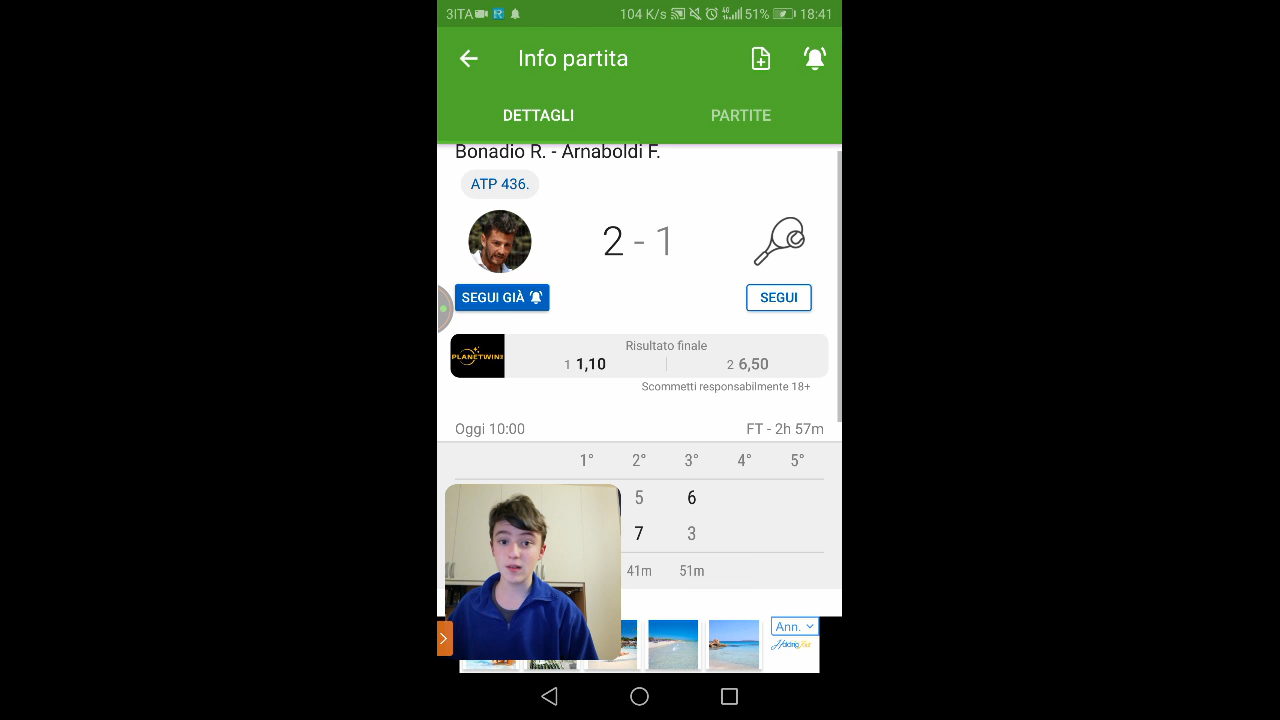 3ITA 104 K/s 4G 51% 18:41
Info partita
DETTAGLI PARTITE
Bonadio R. - Arnaboldi F.
ATP 436.
2 - 1
SEGUI GIÀ SEGUI
PLANETWIN
Risultato finale
1 1,10 2 6,50
Scommetti responsabilmente 18+
Oggi 10:00 FT - 2h 57m
1° 2° 3° 4° 5°
5 6
7 3
41m 51m
Ann.